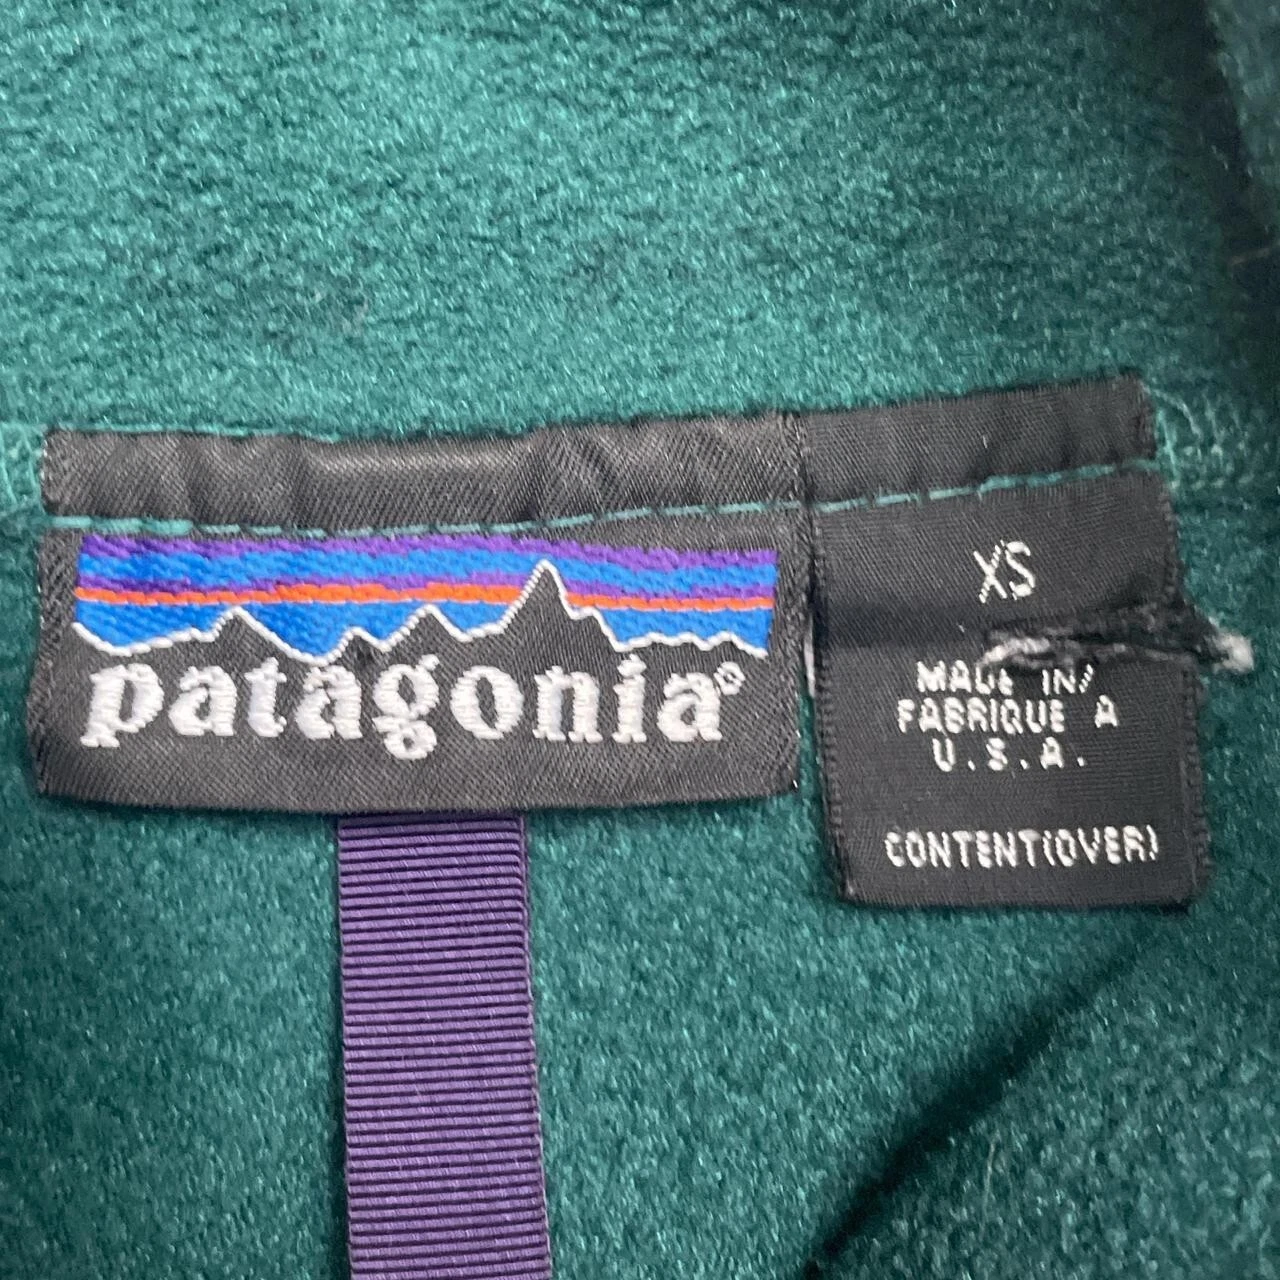 patagonia®
XS
MADE IN/
FABRIQUE A
U.S.A.
CONTENT(OVER)